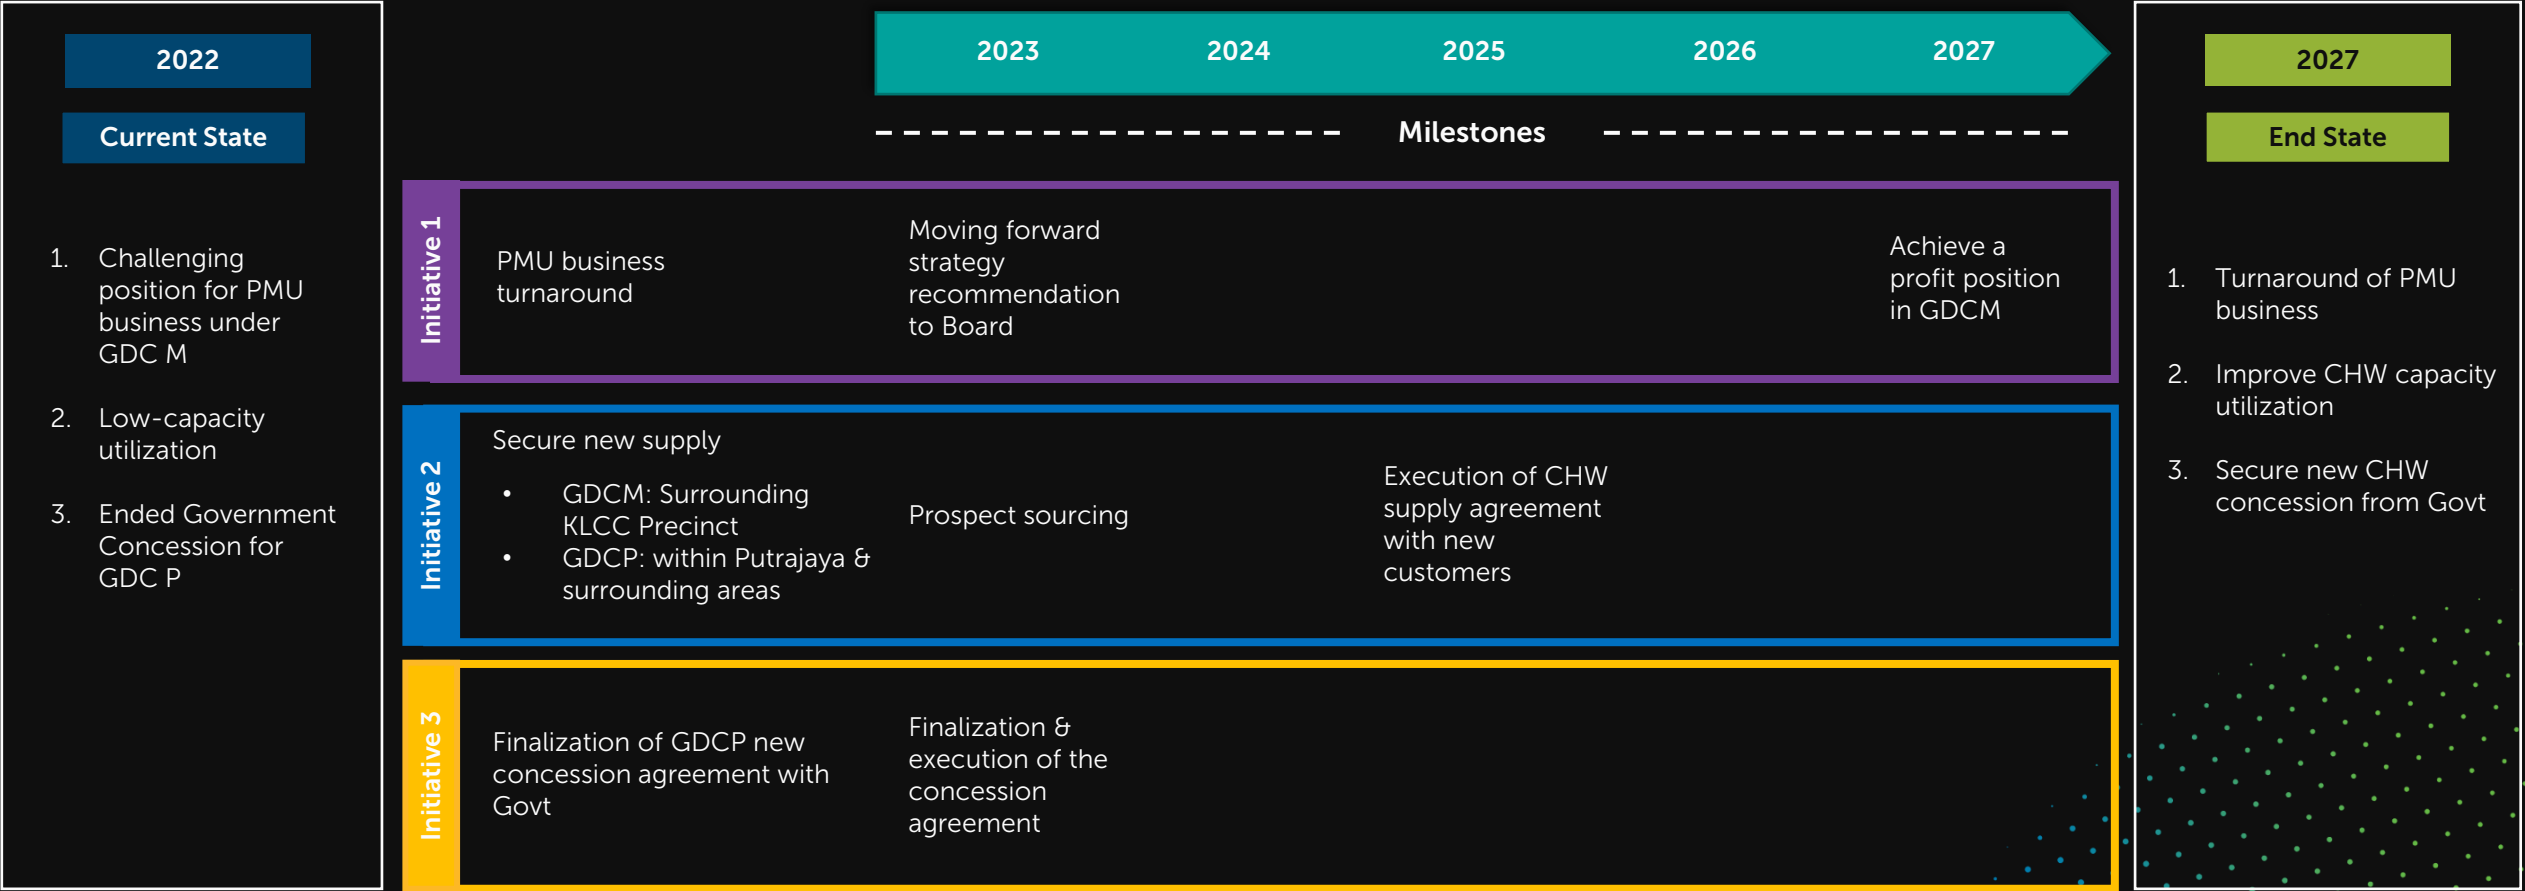 2022
Current State
1. Challenging
position for PMU
business under
GDC M
2. Low-capacity
utilization
3. Ended Government
Concession for
GDC P
2023 2024 2025 2026 2027
Milestones
Initiative 1
PMU business
turnaround
Moving forward
strategy
recommendation
to Board
Achieve a
profit position
in GDCM
Initiative 2
Secure new supply
• GDCM: Surrounding
KLCC Precinct
• GDCP: within Putrajaya &
surrounding areas
Prospect sourcing
Execution of CHW
supply agreement
with new
customers
Initiative 3
Finalization of GDCP new
concession agreement with
Govt
Finalization &
execution of the
concession
agreement
2027
End State
1. Turnaround of PMU
business
2. Improve CHW capacity
utilization
3. Secure new CHW
concession from Govt